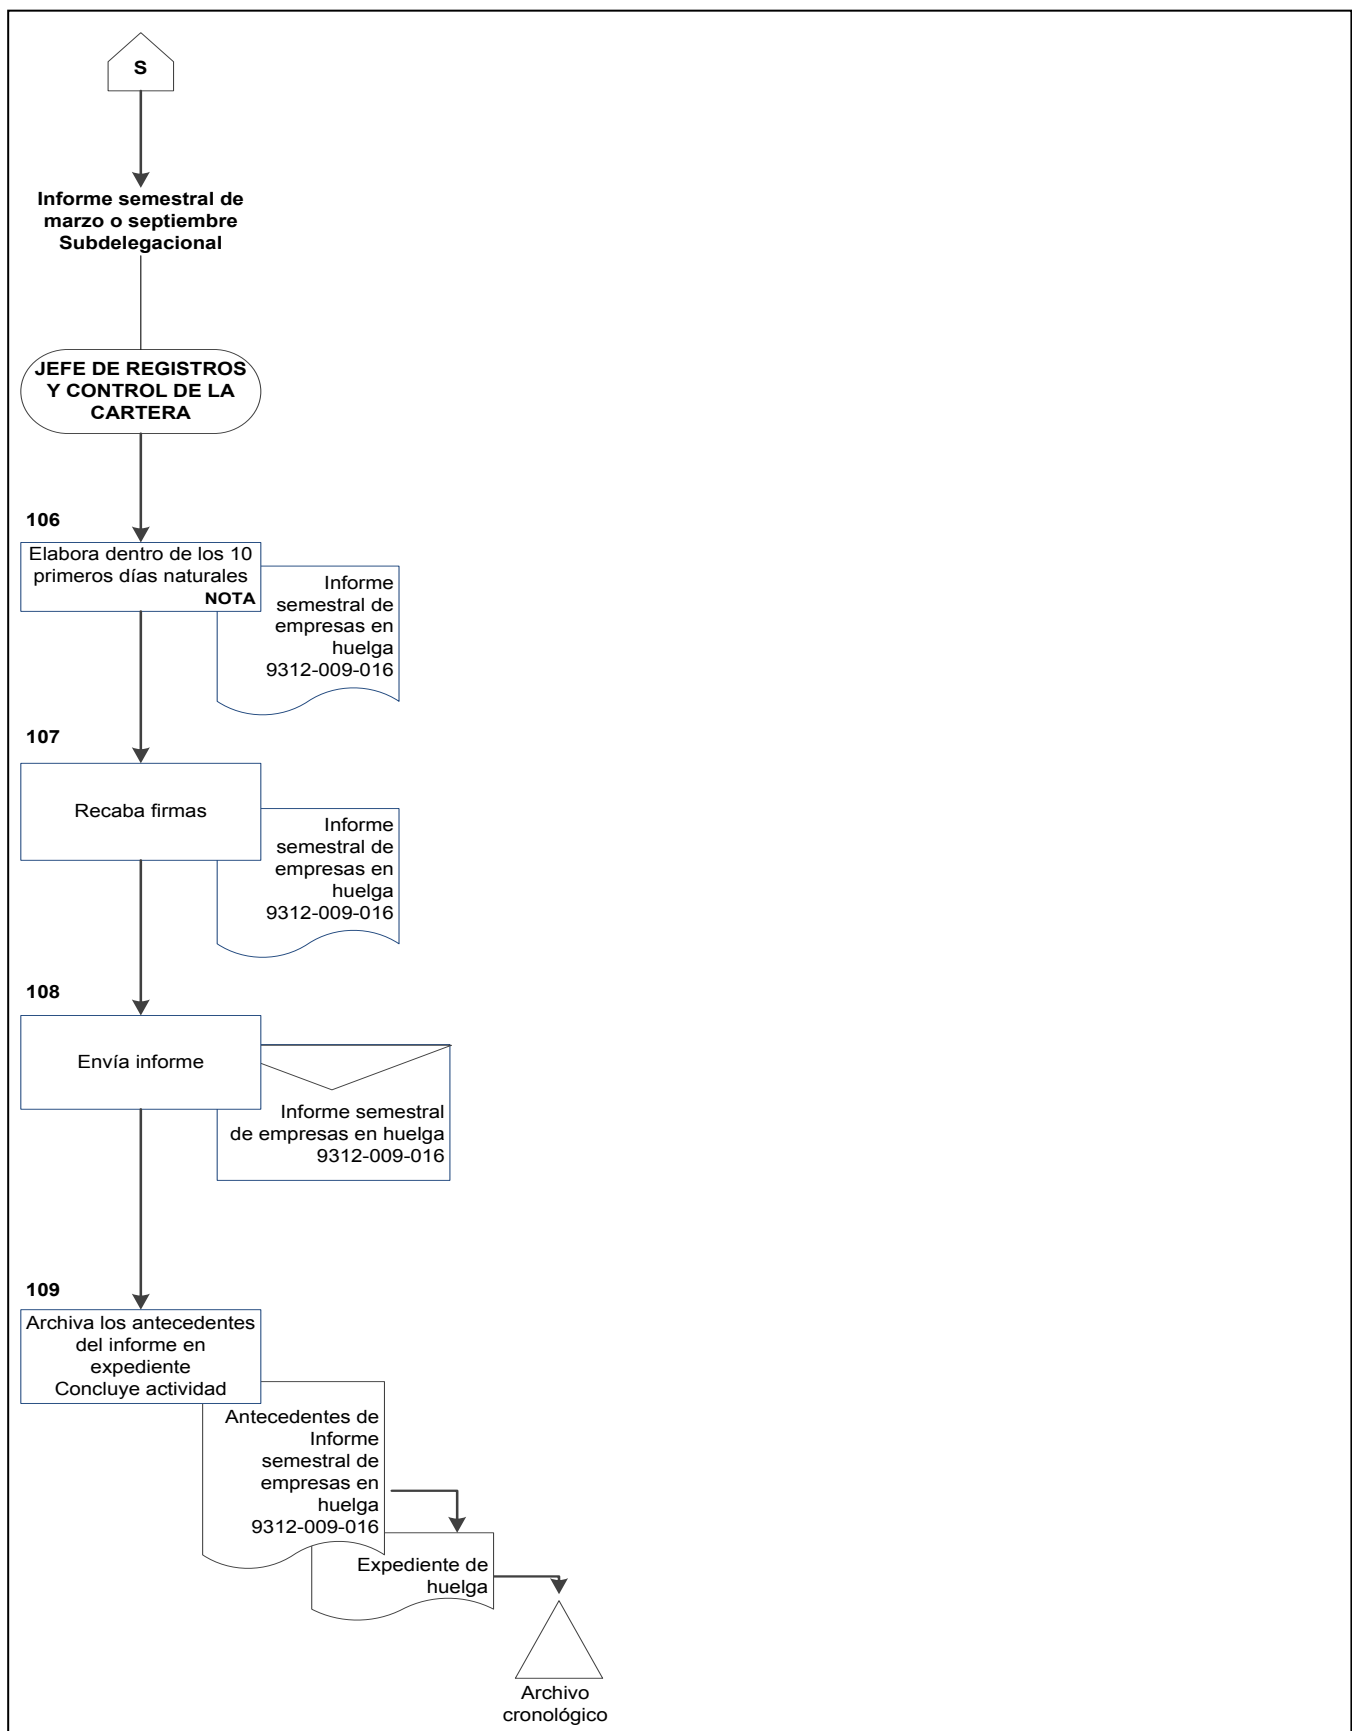 S
Informe semestral de
marzo o septiembre
Subdelegacional
JEFE DE REGISTROS
Y CONTROL DE LA
CARTERA
106
Elabora dentro de los 10
primeros días naturales
NOTA
Informe
semestral de
empresas en
huelga
9312-009-016
107
Recaba firmas
Informe
semestral de
empresas en
huelga
9312-009-016
108
Envía informe
Informe semestral
de empresas en huelga
9312-009-016
109
Archiva los antecedentes
del informe en
expediente
Concluye actividad
Antecedentes de
Informe
semestral de
empresas en
huelga
9312-009-016
Expediente de
huelga
Archivo
cronológico